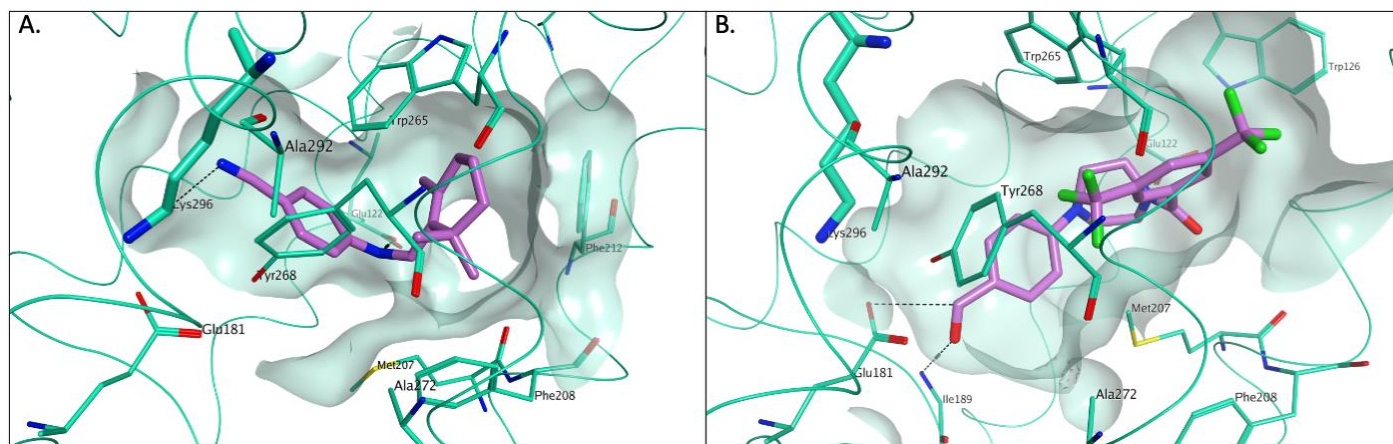 A.
Trp265
Ala292
Cys296
Glu122
Tyr268
Phe212
Glu181
Met207
Ala272
Phe208
B.
Trp265
Trp126
Glu122
Ala292
Tyr268
Cys296
Met207
Glu181
Ile189
Ala272
Phe208